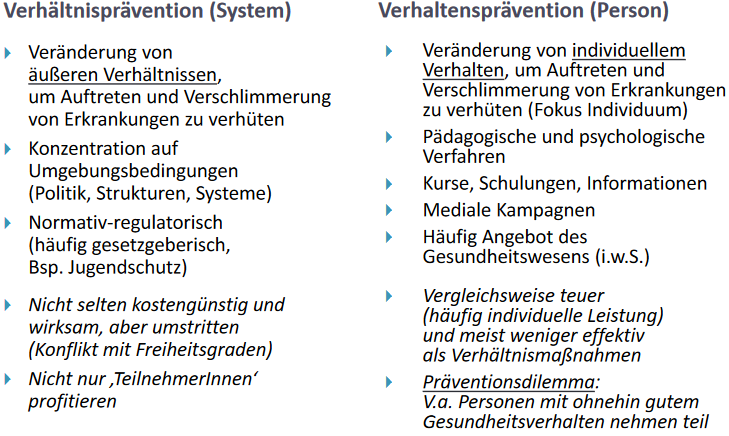 Verhältnisprävention (System)
Veränderung von
äußeren Verhältnissen,
um Auftreten und Verschlimmerung
von Erkrankungen zu verhüten
Konzentration auf
Umgebungsbedingungen
(Politik, Strukturen, Systeme)
Normativ-regulatorisch
(häufig gesetzgeberisch,
Bsp. Jugendschutz)
Nicht selten kostengünstig und
wirksam, aber umstritten
(Konflikt mit Freiheitsgraden)
Nicht nur ‚TeilnehmerInnen‘
profitieren
Verhaltensprävention (Person)
Veränderung von individuellem
Verhalten, um Auftreten und
Verschlimmerung von Erkrankungen
zu verhüten (Fokus Individuum)
Pädagogische und psychologische
Verfahren
Kurse, Schulungen, Informationen
Mediale Kampagnen
Häufig Angebot des
Gesundheitswesens (i.w.S.)
Vergleichsweise teuer
(häufig individuelle Leistung)
und meist weniger effektiv
als Verhältnismaßnahmen
Präventionsdilemma:
V.a. Personen mit ohnehin gutem
Gesundheitsverhalten nehmen teil